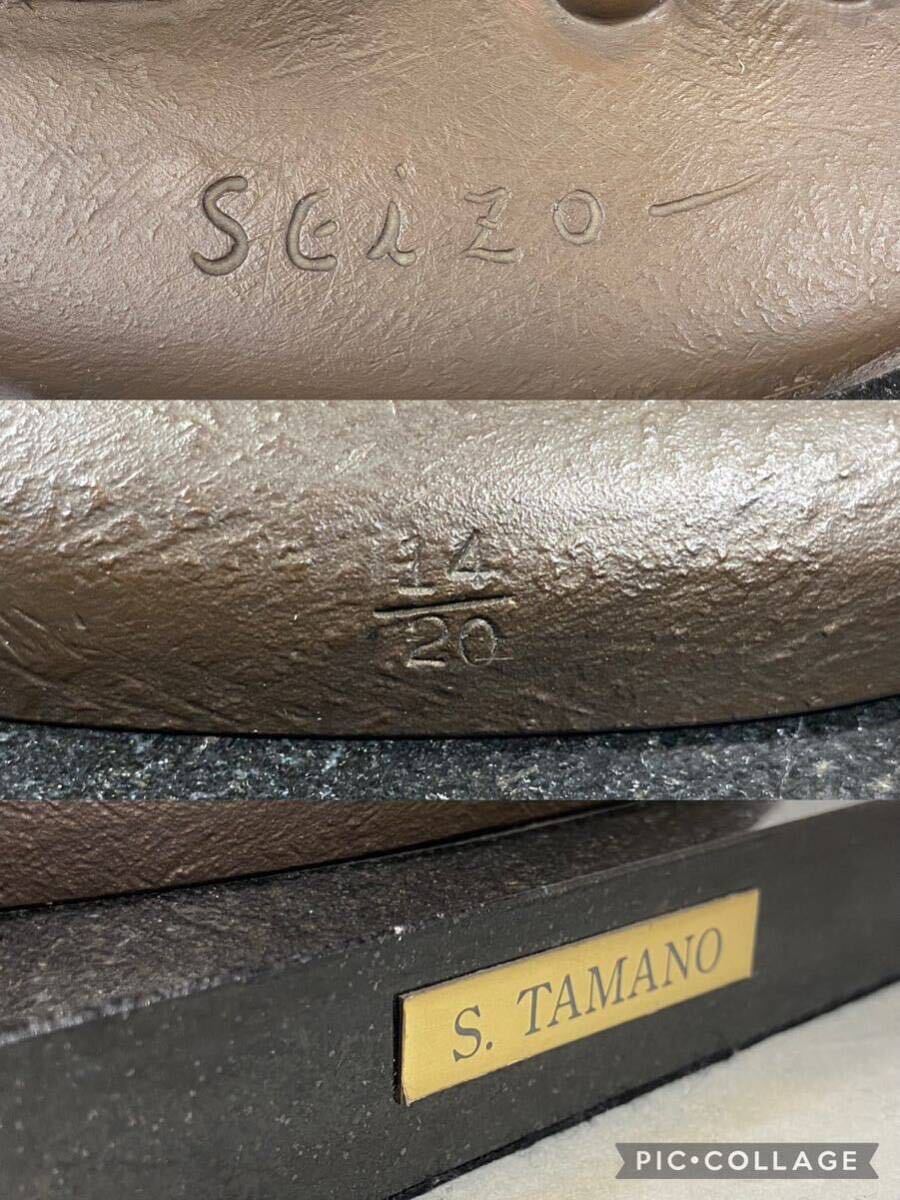 SEiZO
14
20
S. TAMANO
PIC•COLLAGE